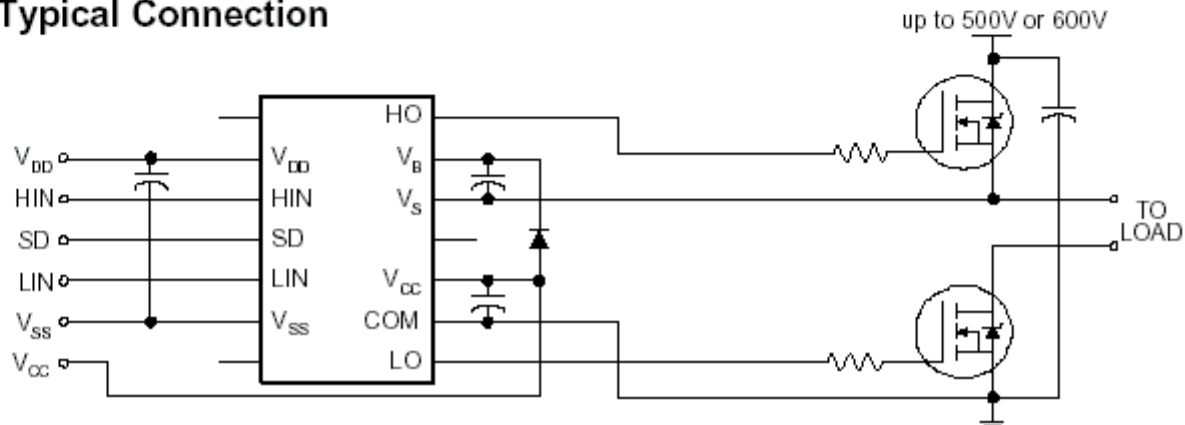 Typical Connection
up to 500V or 600V
HO
VDD VDD VB
HIN HIN VS
TO
LOAD
SD SD
LIN LIN VCC
VSS VSS COM
VCC LO